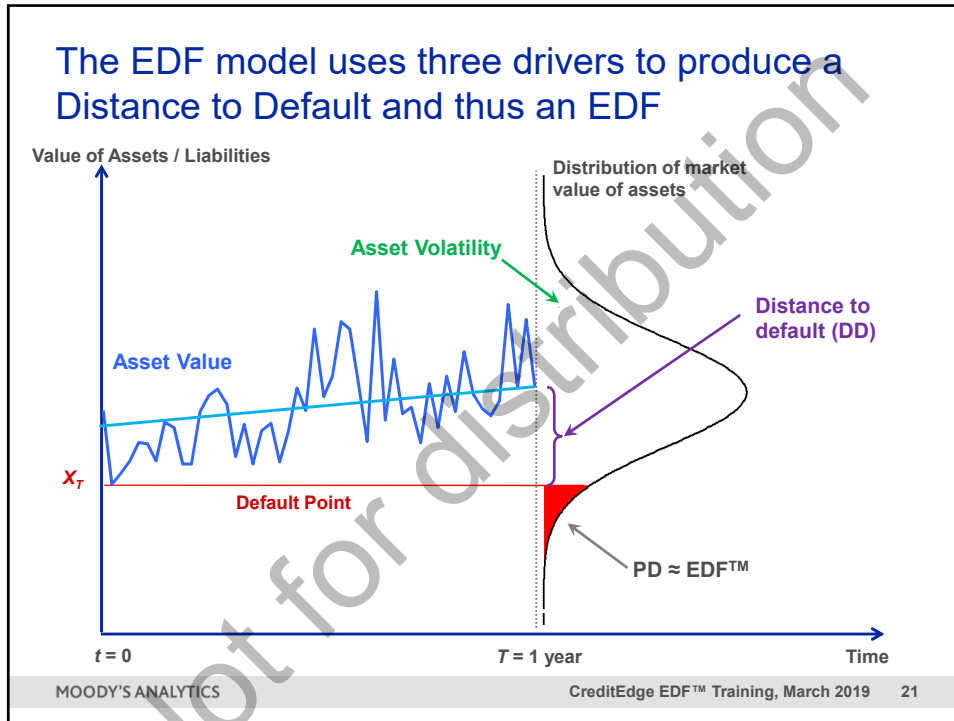 The EDF model uses three drivers to produce a
Distance to Default and thus an EDF
Value of Assets / Liabilities
Distribution of market
value of assets
Asset Volatility
Distance to
default (DD)
Asset Value
X_T
Default Point
PD ≈ EDF™
t = 0
T = 1 year
Time
MOODY'S ANALYTICS
CreditEdge EDF™ Training, March 2019
21
Not for distribution